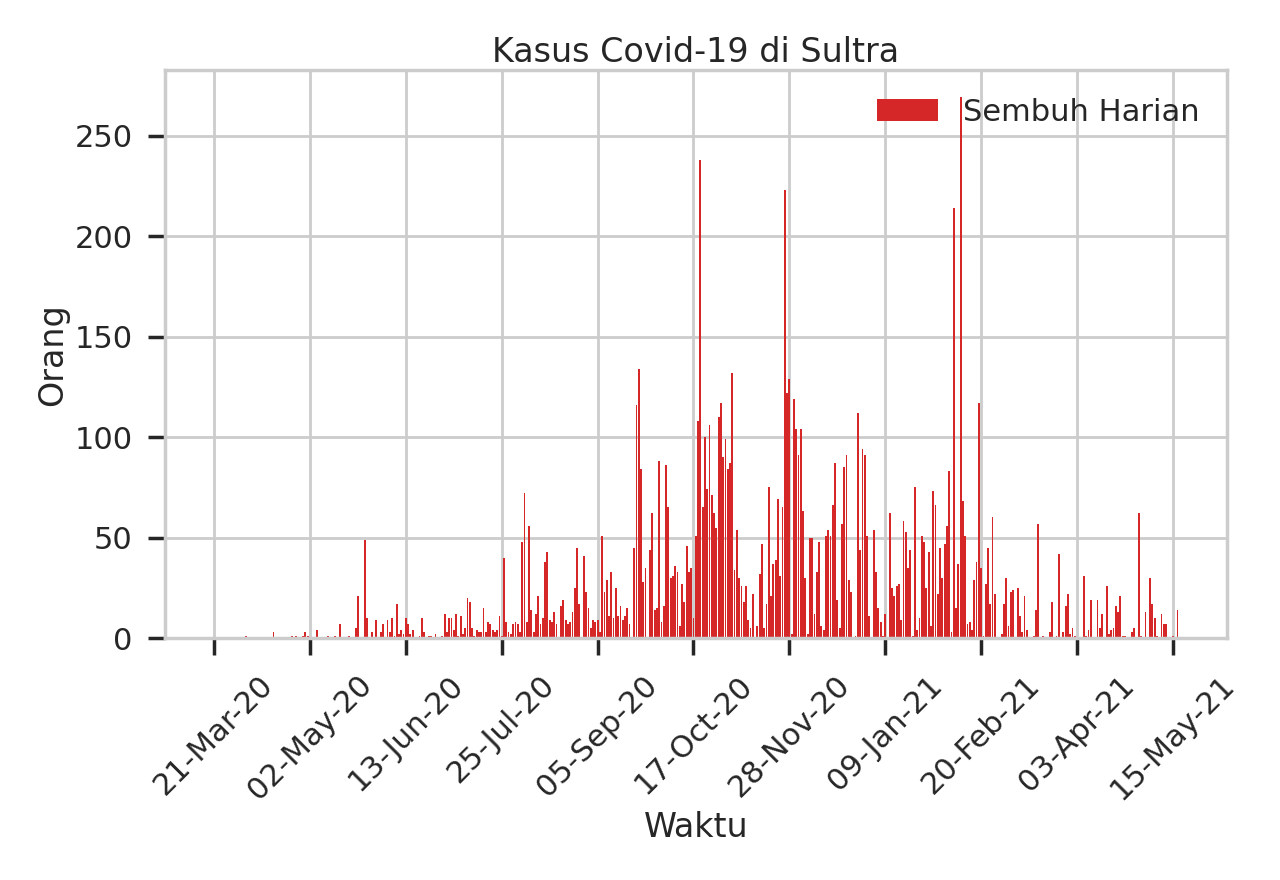 Kasus Covid-19 di Sultra
Sembuh Harian
Orang
250
200
150
100
50
0
21-Mar-20
02-May-20
13-Jun-20
25-Jul-20
05-Sep-20
17-Oct-20
28-Nov-20
09-Jan-21
20-Feb-21
03-Apr-21
15-May-21
Waktu